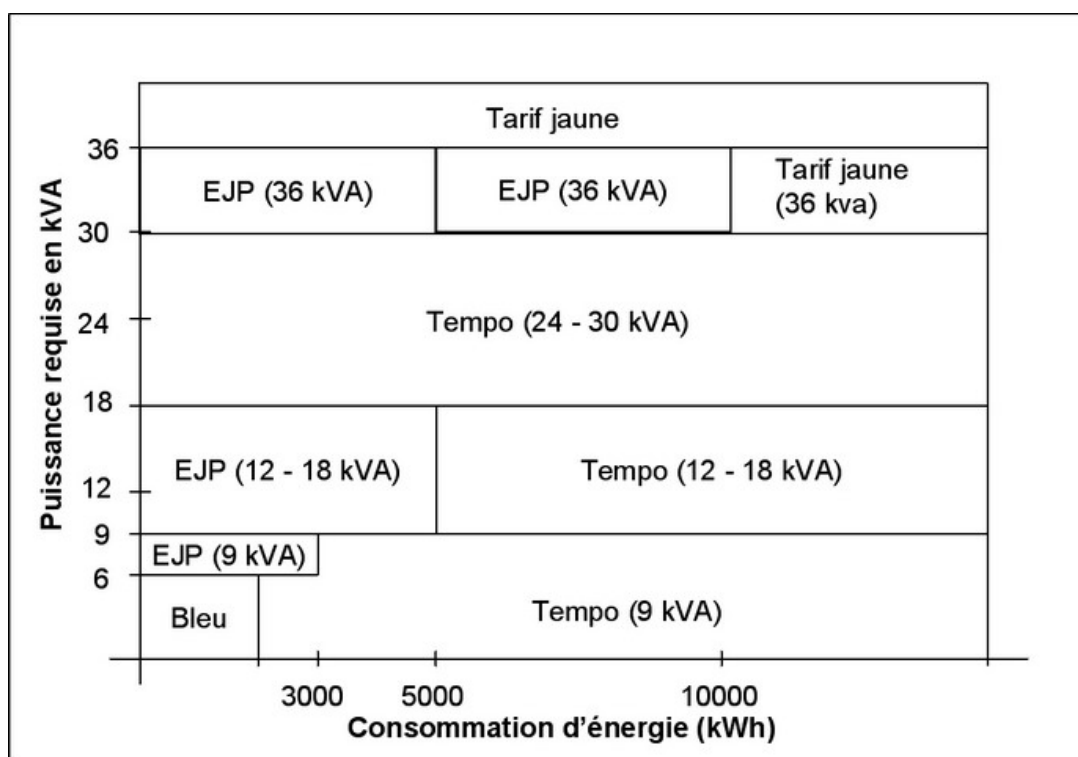 Tarif jaune
36
EJP (36 kVA)
EJP (36 kVA)
Tarif jaune
(36 kva)
30
Tempo (24 - 30 kVA)
24
18
EJP (12 - 18 kVA)
Tempo (12 - 18 kVA)
12
9
EJP (9 kVA)
6
Bleu
Tempo (9 kVA)
3000
5000
10000
Puissance requise en kVA
Consommation d’énergie (kWh)